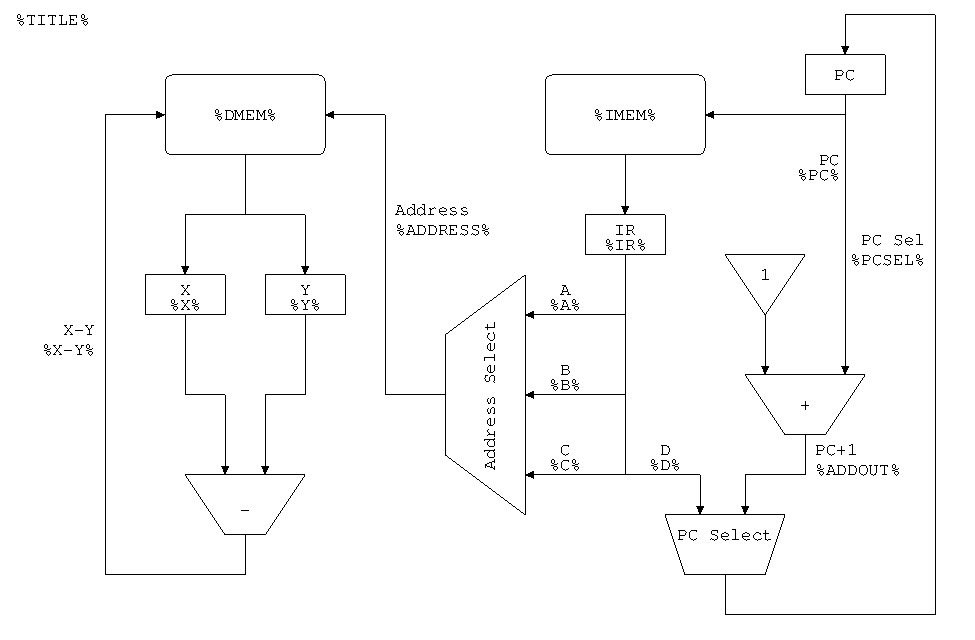 %TITLE%
PC
%DMEM%
%IMEM%
PC
%PC%
Address
%ADDRESS%
IR
%IR%
PC Sel
%PCSEL%
1
X
%X%
Y
%Y%
A
%A%
X-Y
%X-Y%
Address Select
B
%B%
+
C
%C%
D
%D%
PC+1
%ADDOUT%
-
PC Select